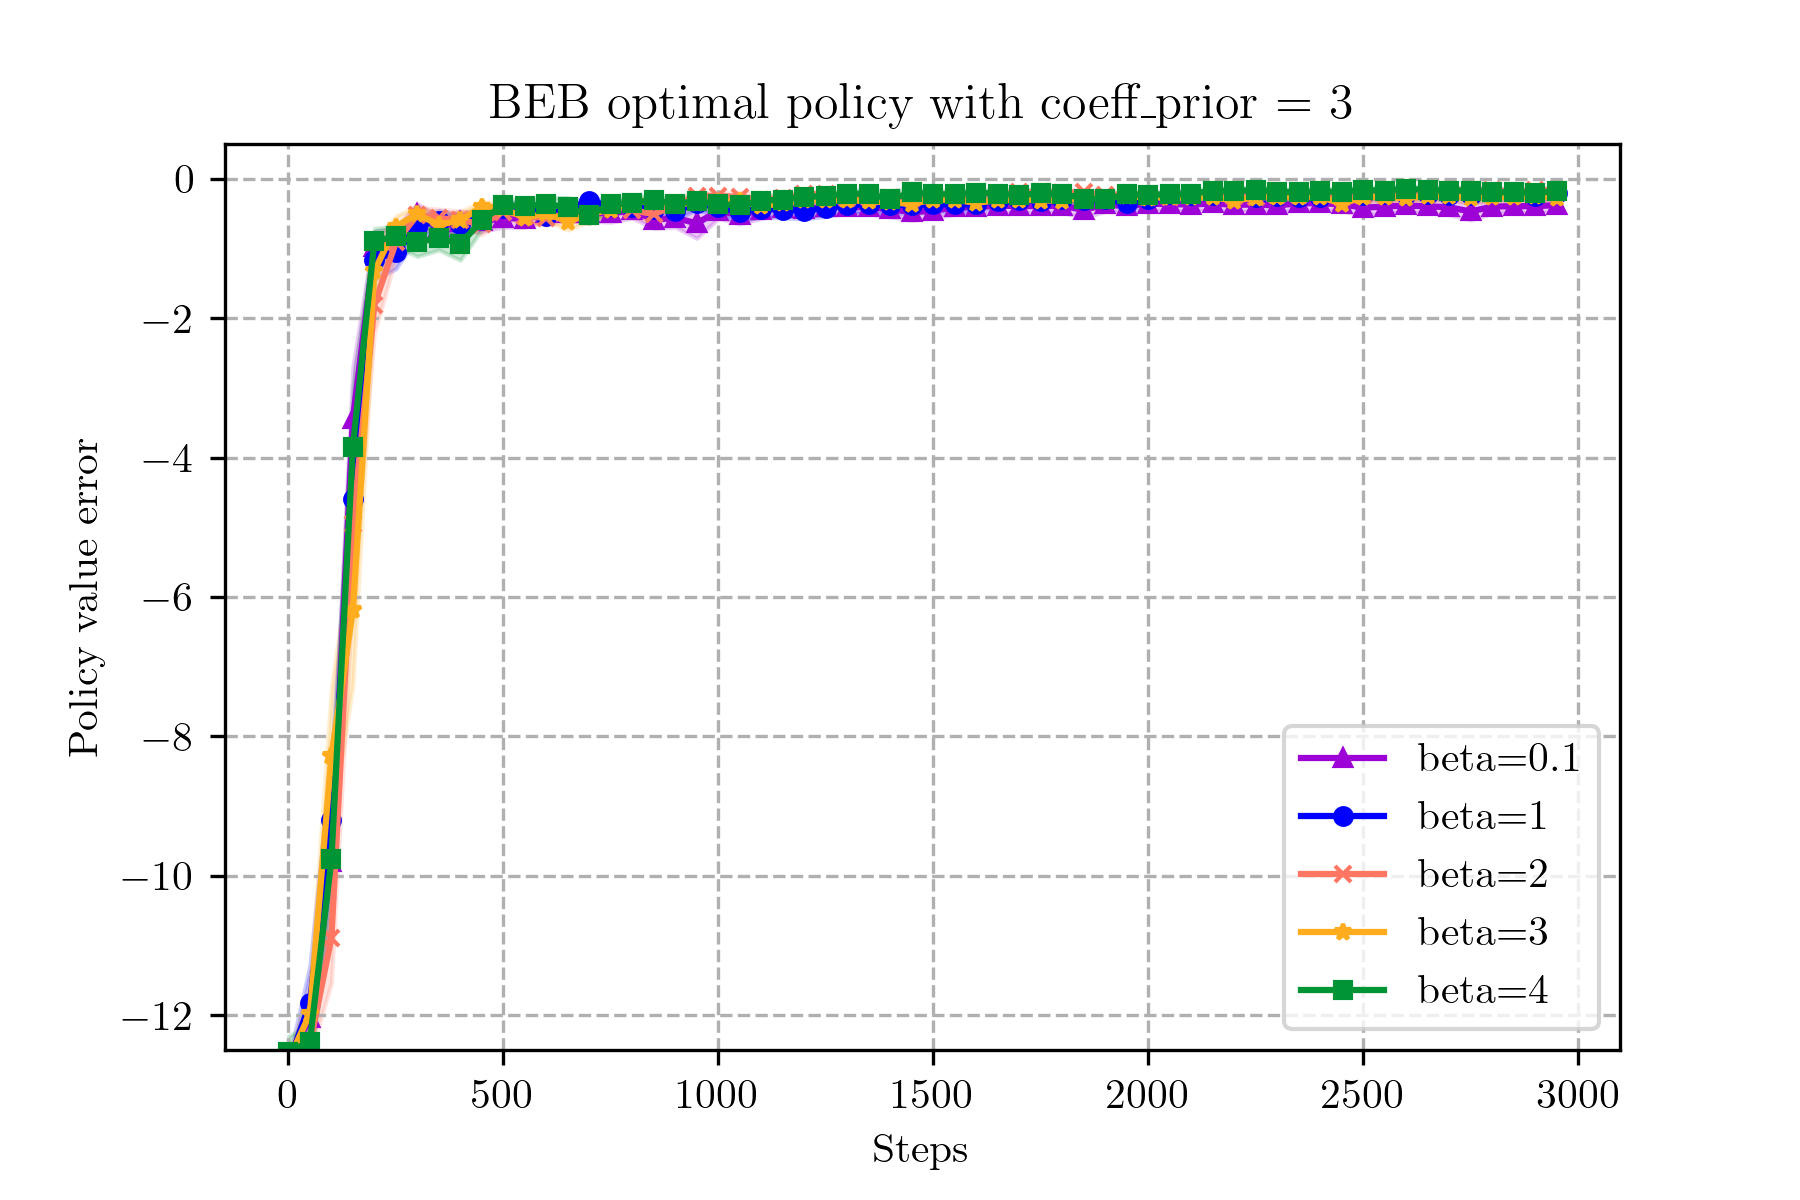 BEB optimal policy with coeff_prior = 3
Policy value error
0
−2
−4
−6
−8
−10
−12
beta=0.1
beta=1
beta=2
beta=3
beta=4
0 500 1000 1500 2000 2500 3000
Steps